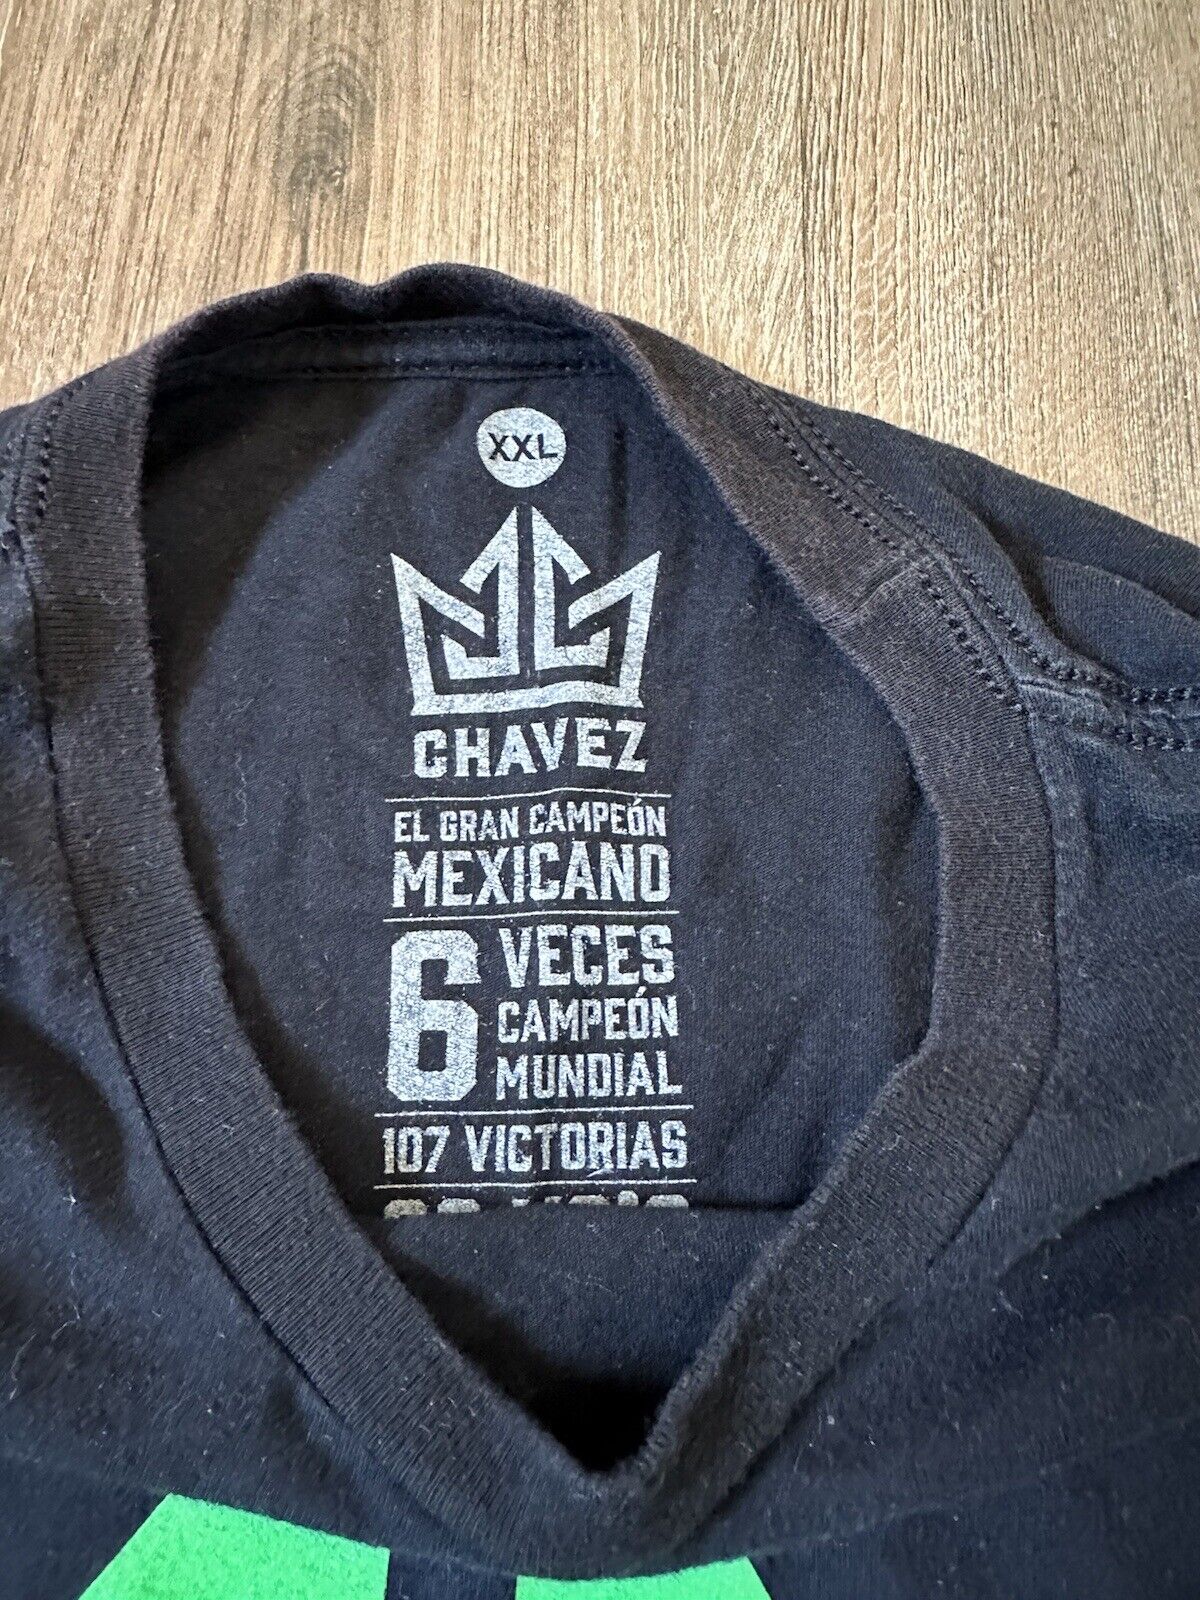 XXL
CHAVEZ
EL GRAN CAMPEÓN
MEXICANO
6 VECES
CAMPEÓN
MUNDIAL
107 VICTORIAS